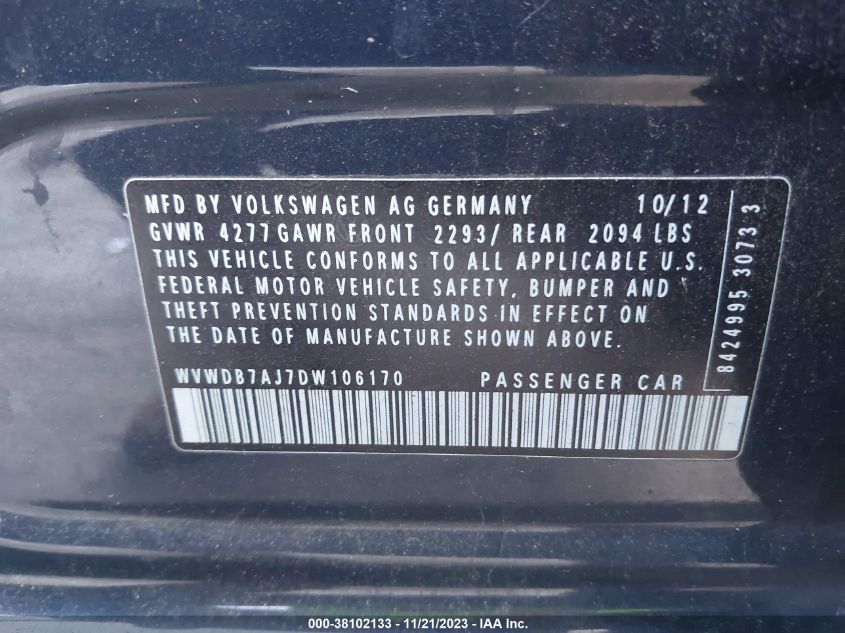 MFD BY VOLKSWAGEN AG GERMANY 10/12
GVWR 4277 GAWR FRONT 2293/ REAR 2094 LBS
THIS VEHICLE CONFORMS TO ALL APPLICABLE U.S.
FEDERAL MOTOR VEHICLE SAFETY, BUMPER AND
THEFT PREVENTION STANDARDS IN EFFECT ON
THE DATE OF MANUFACTURE SHOWN ABOVE.
WVWDB7AJ7DW106170 PASSENGER CAR
8424995 3073 3
000-38102133 - 11/21/2023 - IAA Inc.